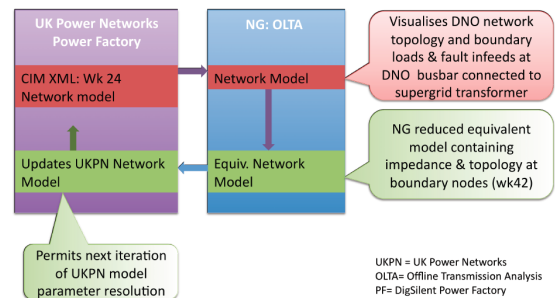 UK Power Networks
Power Factory
NG: OLTA
CIM XML: Wk 24
Network model
Network Model
Visualises DNO network
topology and boundary
loads & fault infeeds at
DNO busbar connected to
supergrid transformer
Updates UKPN Network
Model
Equiv. Network
Model
NG reduced equivalent
model containing
impedance & topology at
boundary nodes (wk42)
Permits next iteration
of UKPN model
parameter resolution
UKPN = UK Power Networks
OLTA= Offline Transmission Analysis
PF= DigSilent Power Factory